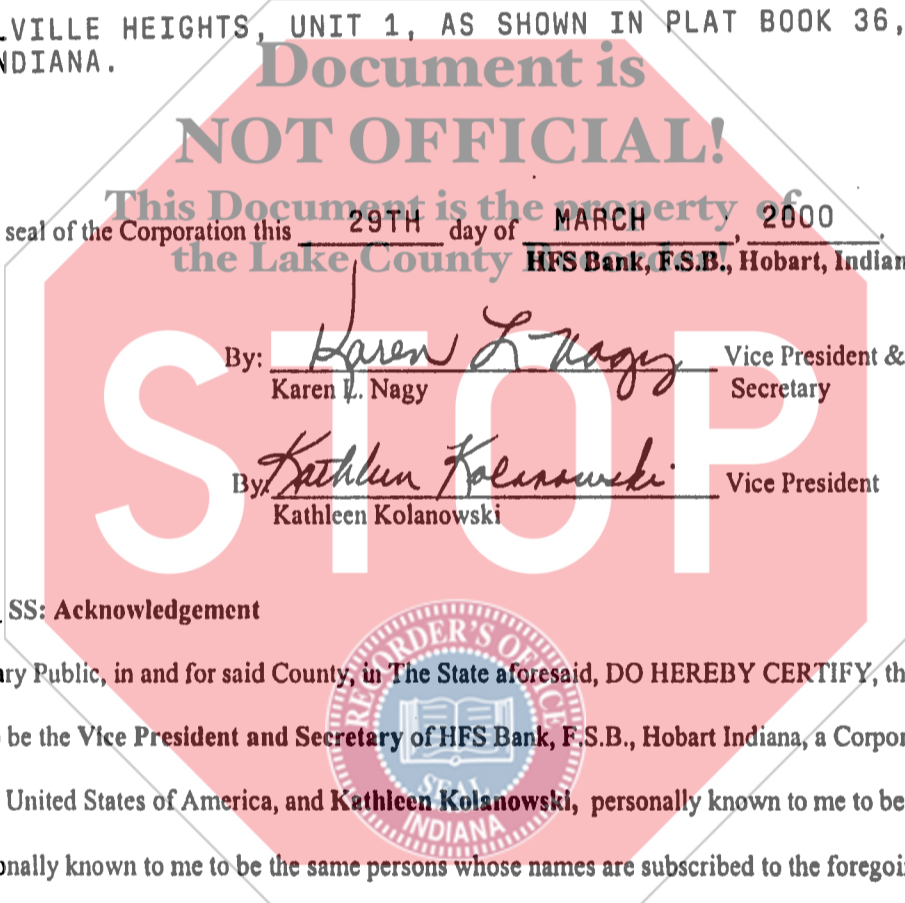 LVILLE HEIGHTS, UNIT 1, AS SHOWN IN PLAT BOOK 36,
NDIANA.
Document is
NOT OFFICIAL!
This Document is the property of
the Lake County Recorder!
seal of the Corporation this 29TH day of MARCH, 2000.
HFS Bank, F.S.B., Hobart, Indian
By: Karen L Nagy Vice President &
Karen L. Nagy Secretary
By: Kathleen Kolanowski Vice President
Kathleen Kolanowski
STOP
SS: Acknowledgement
ry Public, in and for said County, in The State aforesaid, DO HEREBY CERTIFY, th
be the Vice President and Secretary of HFS Bank, F.S.B., Hobart Indiana, a Corpor
United States of America, and Kathleen Kolanowski, personally known to me to be
onally known to me to be the same persons whose names are subscribed to the foregoi
RECORDER'S OFFICE
SEAL
INDIANA